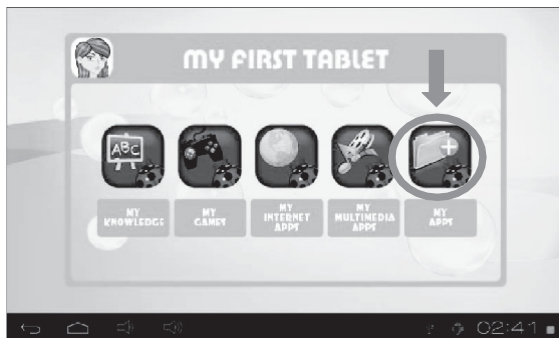 MY FIRST TABLET
ABC
MY KNOWLEDGE
MY GAMES
MY INTERNET APPS
MY MULTIMEDIA APPS
MY APPS
02:41